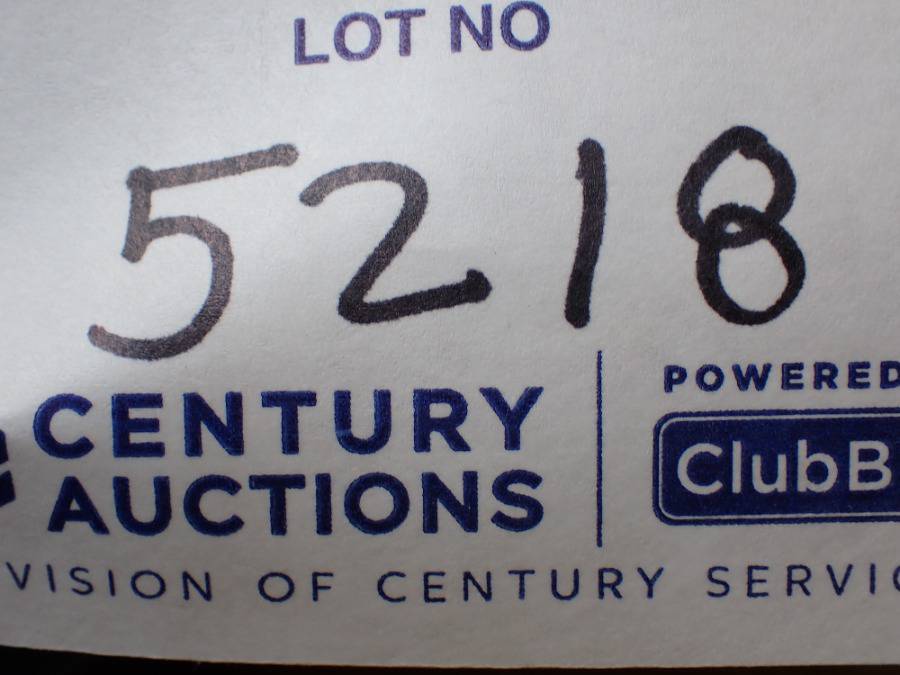 LOT NO
5218
CENTURY
AUCTIONS
POWERED
ClubB
VISION OF CENTURY SERVIC